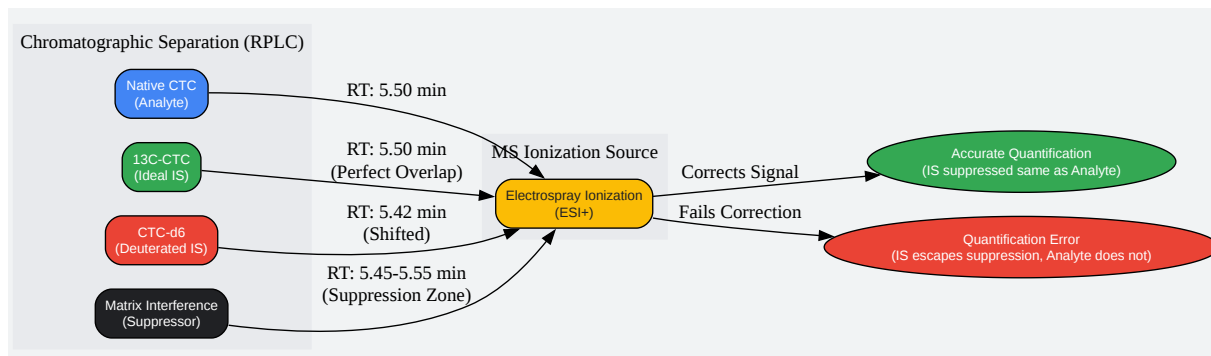 Chromatographic Separation (RPLC)
Native CTC
(Analyte)
13C-CTC
(Ideal IS)
CTC-d6
(Deuterated IS)
Matrix Interference
(Suppressor)
RT: 5.50 min
RT: 5.50 min
(Perfect Overlap)
RT: 5.42 min
(Shifted)
RT: 5.45-5.55 min
(Suppression Zone)
MS Ionization Source
Electrospray Ionization
(ESI+)
Corrects Signal
Fails Correction
Accurate Quantification
(IS suppressed same as Analyte)
Quantification Error
(IS escapes suppression, Analyte does not)